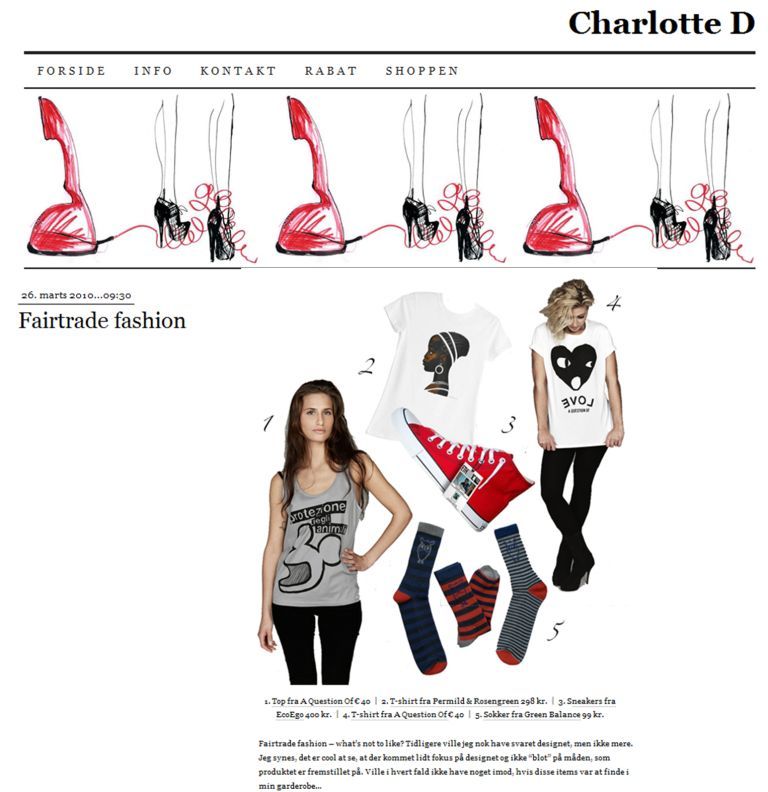 Charlotte D
FORSIDE INFO KONTAKT RABAT SHOPPEN
26. marts 2010...09:30
Fairtrade fashion
1
2
3
4
5
protezione
degli
animali
LOVE
A QUESTION OF
1. Top fra A Question Of € 40 | 2. T-shirt fra Permild & Rosengreen 298 kr. | 3. Sneakers fra
EcoEgo 400 kr. | 4. T-shirt fra A Question Of € 40 | 5. Sokker fra Green Balance 99 kr.
Fairtrade fashion – what's not to like? Tidligere ville jeg nok have svaret designet, men ikke mere.
Jeg synes, det er cool at se, at der kommet lidt fokus på designet og ikke "blot" på måden, som
produktet er fremstillet på. Ville i hvert fald ikke have noget imod, hvis disse items var at finde i
min garderobe...